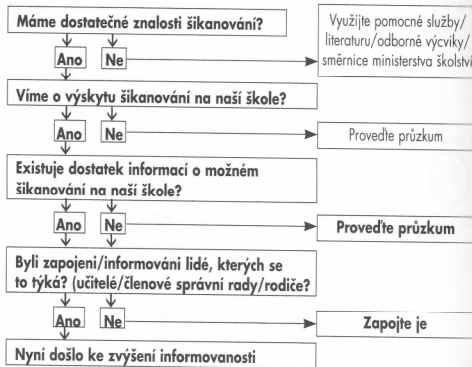 Máme dostatečné znalosti šikanování?
Využijte pomocné služby/
literaturu/odborné výcviky/
směrnice ministerstva školství
Ano Ne
Víme o výskytu šikanování na naší škole?
Ano Ne
Proveďte průzkum
Existuje dostatek informací o možném
šikanování na naší škole?
Ano Ne
Proveďte průzkum
Byli zapojeni/informováni lidé, kterých se
to týká? (učitelé/členové správní rady/rodiče?
Ano Ne
Zapojte je
Nyní došlo ke zvýšení informovanosti